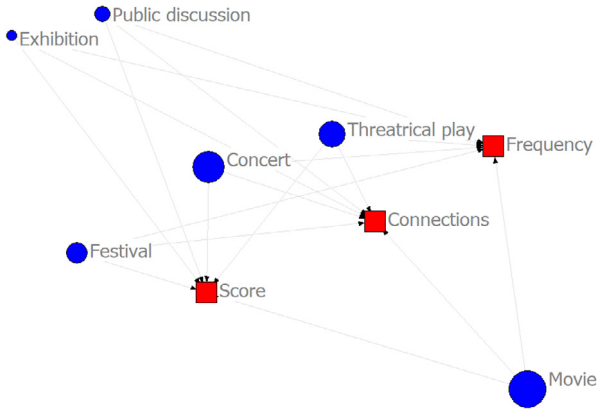 Public discussion
Exhibition
Threatrical play
Frequency
Concert
Connections
Festival
Score
Movie